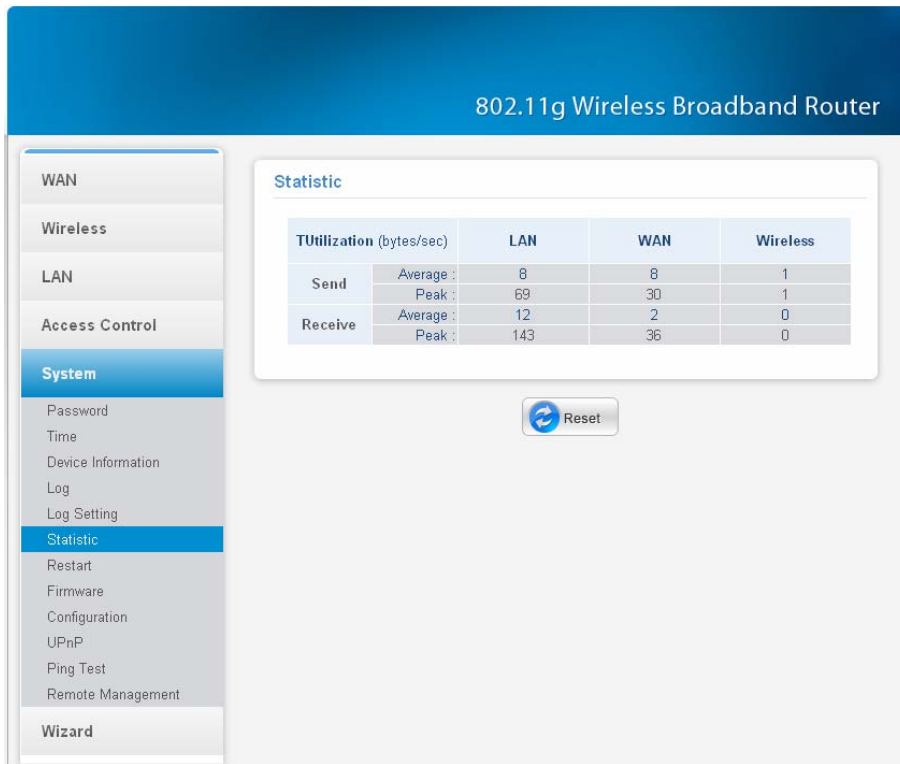 802.11g Wireless Broadband Router
WAN
Wireless
LAN
Access Control
System
Password
Time
Device Information
Log
Log Setting
Statistic
Restart
Firmware
Configuration
UPnP
Ping Test
Remote Management
Wizard
Statistic
TUtilization (bytes/sec) LAN WAN Wireless
Send Average : 8 8 1
Peak : 69 30 1
Receive Average : 12 2 0
Peak : 143 36 0
Reset